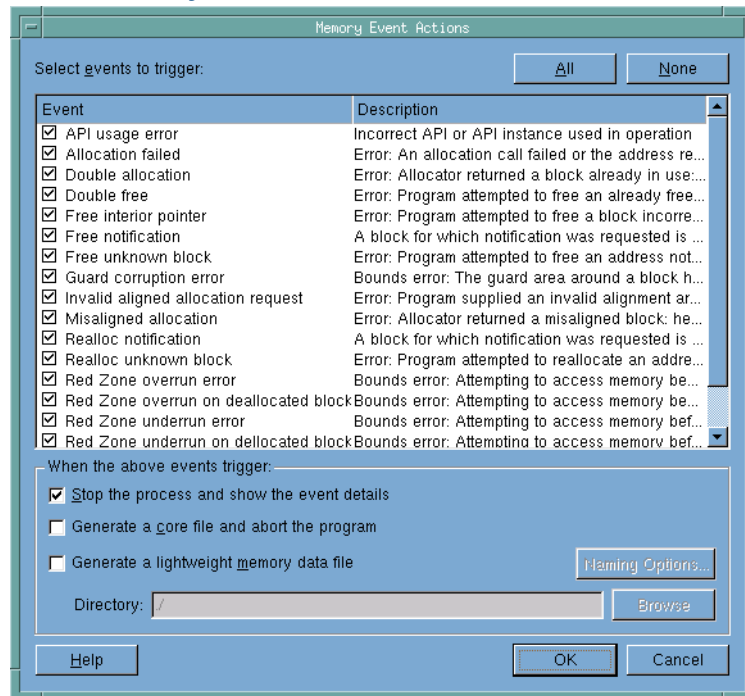 Memory Event Actions
Select events to trigger: All None
Event Description
API usage error Incorrect API or API instance used in operation
Allocation failed Error: An allocation call failed or the address re...
Double allocation Error: Allocator returned a block already in use:...
Double free Error: Program attempted to free an already free...
Free interior pointer Error: Program attempted to free a block incorre...
Free notification A block for which notification was requested is ...
Free unknown block Error: Program attempted to free an address not...
Guard corruption error Bounds error: The guard area around a block h...
Invalid aligned allocation request Error: Program supplied an invalid alignment ar...
Misaligned allocation Error: Allocator returned a misaligned block: he...
Realloc notification A block for which notification was requested is ...
Realloc unknown block Error: Program attempted to reallocate an addre...
Red Zone overrun error Bounds error: Attempting to access memory be...
Red Zone overrun on deallocated block Bounds error: Attempting to access memory be...
Red Zone underrun error Bounds error: Attempting to access memory bef...
Red Zone underrun on dellocated block Bounds error: Attempting to access memory bef...
When the above events trigger:
Stop the process and show the event details
Generate a core file and abort the program
Generate a lightweight memory data file Naming Options...
Directory: ./ Browse
Help OK Cancel